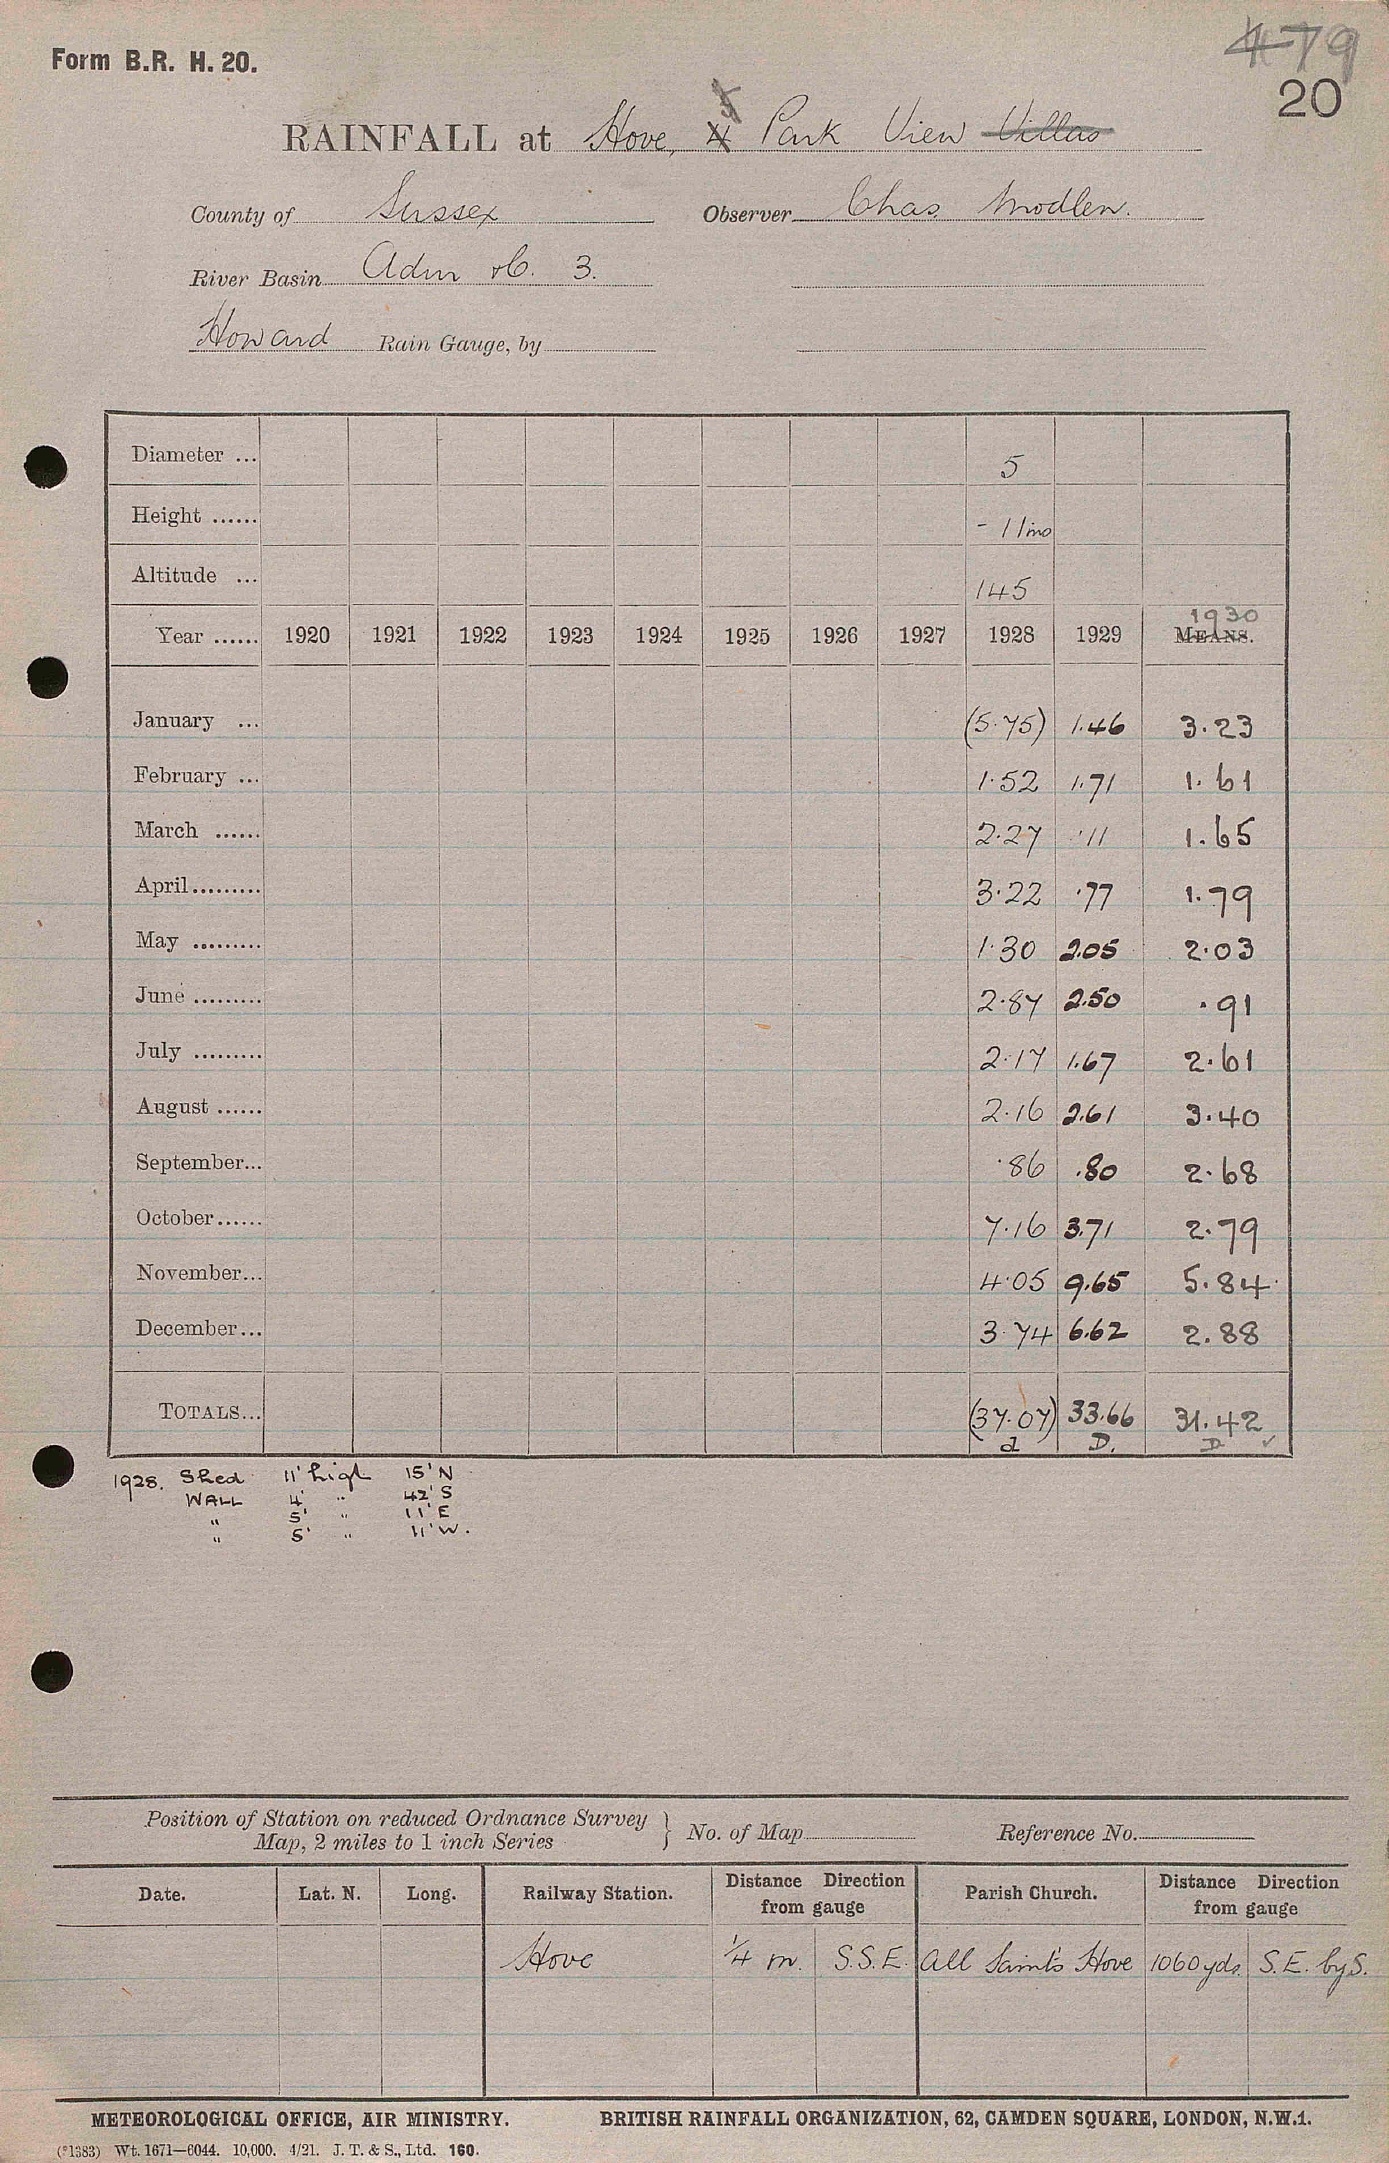 Form B.R. H. 20.
479
20
RAINFALL at Hove, 4 Park View Villas
County of Sussex Observer Chas. Modlen.
River Basin Adur &c. 3.
Howard Rain Gauge, by
Diameter ... 5
Height ...... - 11ins
Altitude ... 145
1930
Year ...... 1920 1921 1922 1923 1924 1925 1926 1927 1928 1929 MEANS.
January ... (5.75) 1.46 3.23
February ... 1.52 1.71 1.61
March ...... 2.27 .11 1.65
April......... 3.22 .77 1.79
May ......... 1.30 2.05 2.03
June ......... 2.87 2.50 .91
July ......... 2.17 1.67 2.61
August ...... 2.16 2.61 3.40
September... .86 .80 2.68
October...... 7.16 3.71 2.79
November... 4.05 9.65 5.84
December... 3.74 6.62 2.88
TOTALS... (37.07) 33.66 31.42
d D. D ✓
1928. Shed 11' high 15' N
WALL 4' " 42' S
" 5' " 11' E
" 5' " 11' W.
Position of Station on reduced Ordnance Survey
Map, 2 miles to 1 inch Series } No. of Map Reference No.
Date. Lat. N. Long. Railway Station. Distance Direction from gauge Parish Church. Distance Direction from gauge
Hove 1/4 m. S.S.E. All Saint's Hove 1060 yds. S.E. by S.
METEOROLOGICAL OFFICE, AIR MINISTRY. BRITISH RAINFALL ORGANIZATION, 62, CAMDEN SQUARE, LONDON, N.W.1.
(*1383) Wt. 1671—6044. 10,000. 4/21. J. T. & S., Ltd. 160.